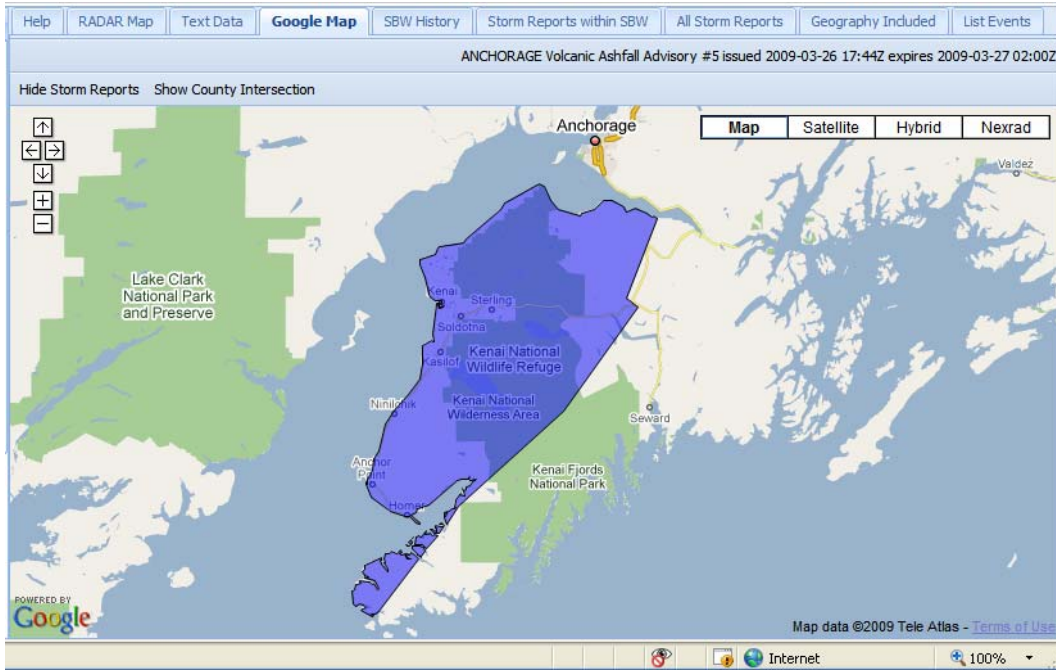 Help RADAR Map Text Data Google Map SBW History Storm Reports within SBW All Storm Reports Geography Included List Events
ANCHORAGE Volcanic Ashfall Advisory #5 issued 2009-03-26 17:44Z expires 2009-03-27 02:00Z
Hide Storm Reports Show County Intersection
Map Satellite Hybrid Nexrad
Anchorage
Valdez
Lake Clark
National Park
and Preserve
Kenai
Sterling
Soldotna
Kasilof
Kenai National
Wildlife Refuge
Ninilchik
Kenai National
Wilderness Area
Seward
Anchor
Point
Kenai Fjords
National Park
Homer
POWERED BY
Google
Map data ©2009 Tele Atlas - Terms of Use
Internet 100%